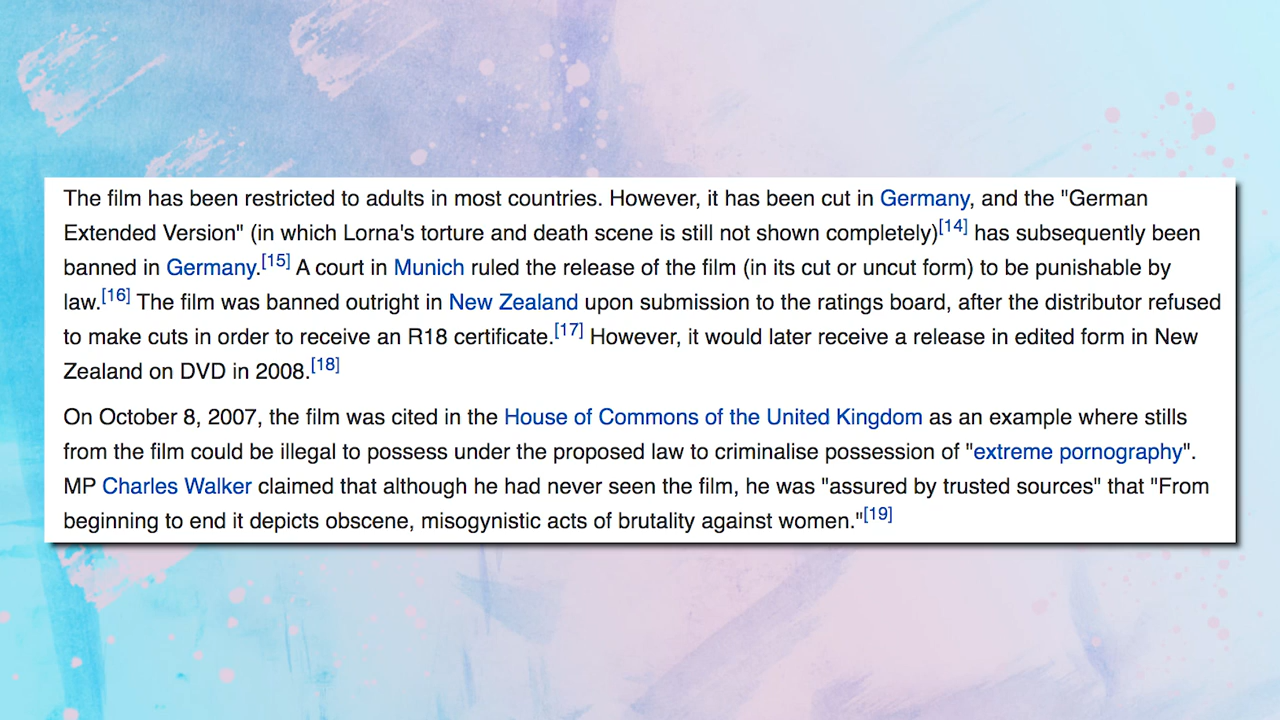 The film has been restricted to adults in most countries. However, it has been cut in Germany, and the "German
Extended Version" (in which Lorna's torture and death scene is still not shown completely)[14] has subsequently been
banned in Germany.[15] A court in Munich ruled the release of the film (in its cut or uncut form) to be punishable by
law.[16] The film was banned outright in New Zealand upon submission to the ratings board, after the distributor refused
to make cuts in order to receive an R18 certificate.[17] However, it would later receive a release in edited form in New
Zealand on DVD in 2008.[18]
On October 8, 2007, the film was cited in the House of Commons of the United Kingdom as an example where stills
from the film could be illegal to possess under the proposed law to criminalise possession of "extreme pornography".
MP Charles Walker claimed that although he had never seen the film, he was "assured by trusted sources" that "From
beginning to end it depicts obscene, misogynistic acts of brutality against women."[19]